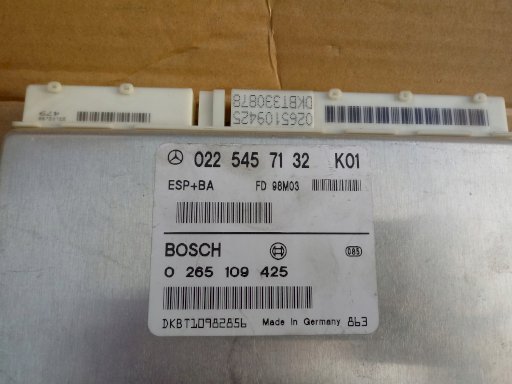 DKBT330878
0265109425
022 545 71 32 K01
ESP+BA FD 98M03
BOSCH
0 265 109 425
DKBT10982856 Made in Germany 863